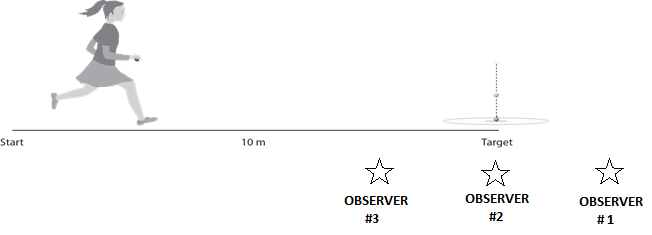 Start 10 m Target
OBSERVER OBSERVER OBSERVER
#3 #2 # 1